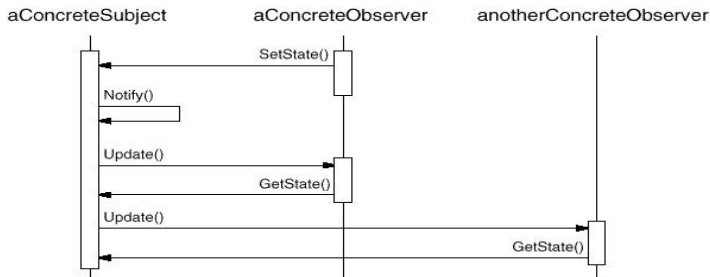 aConcreteSubject aConcreteObserver anotherConcreteObserver
SetState()
Notify()
Update()
GetState()
Update()
GetState()